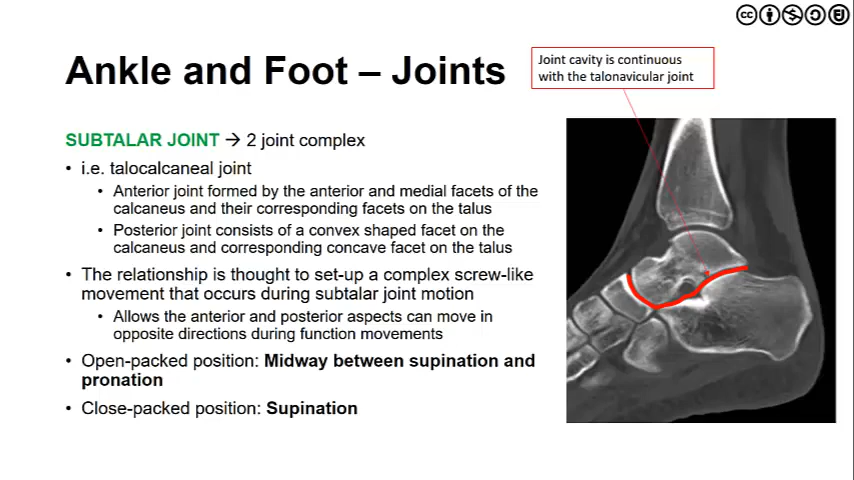 Ankle and Foot – Joints
Joint cavity is continuous
with the talonavicular joint
SUBTALAR JOINT → 2 joint complex
• i.e. talocalcaneal joint
• Anterior joint formed by the anterior and medial facets of the
calcaneus and their corresponding facets on the talus
• Posterior joint consists of a convex shaped facet on the
calcaneus and corresponding concave facet on the talus
• The relationship is thought to set-up a complex screw-like
movement that occurs during subtalar joint motion
• Allows the anterior and posterior aspects can move in
opposite directions during function movements
• Open-packed position: Midway between supination and
pronation
• Close-packed position: Supination